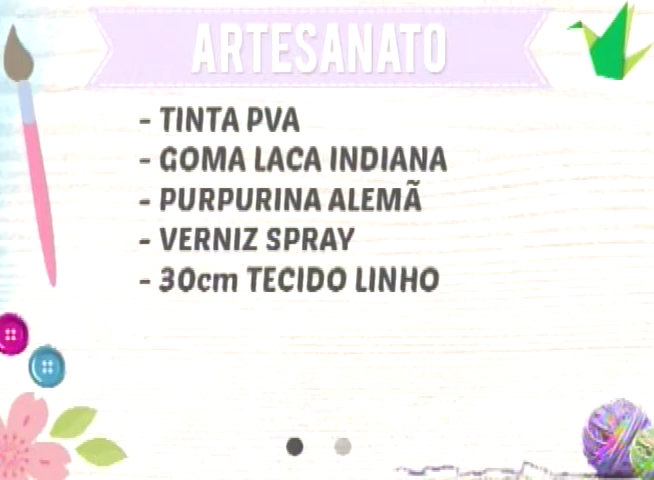 ARTESANATO
- TINTA PVA
- GOMA LACA INDIANA
- PURPURINA ALEMÃ
- VERNIZ SPRAY
- 30cm TECIDO LINHO